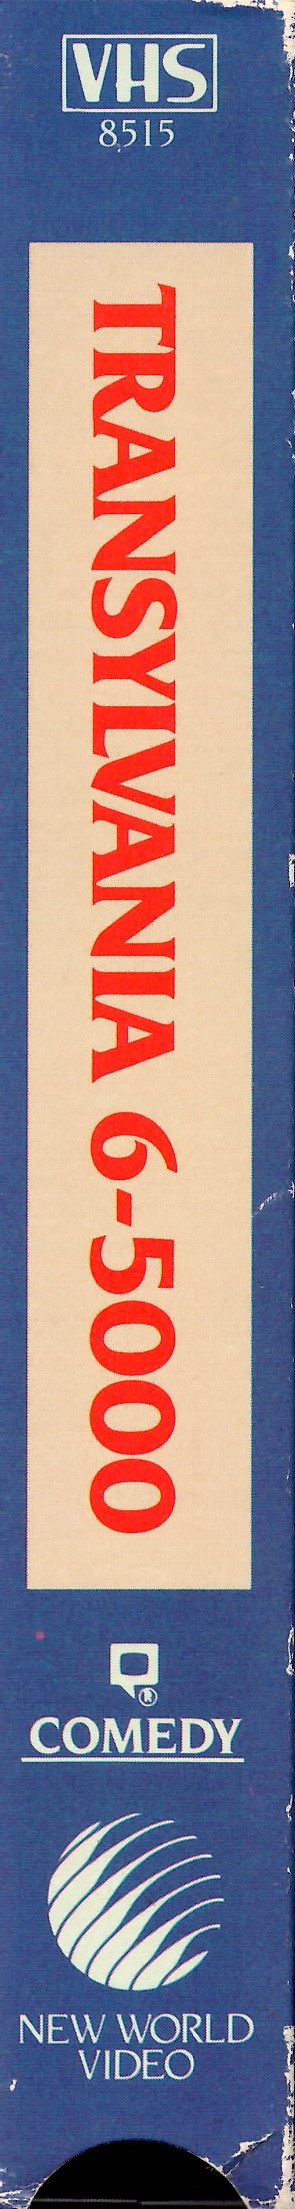 VHS
8515
TRANSYLVANIA 6-5000
®
COMEDY
NEW WORLD
VIDEO